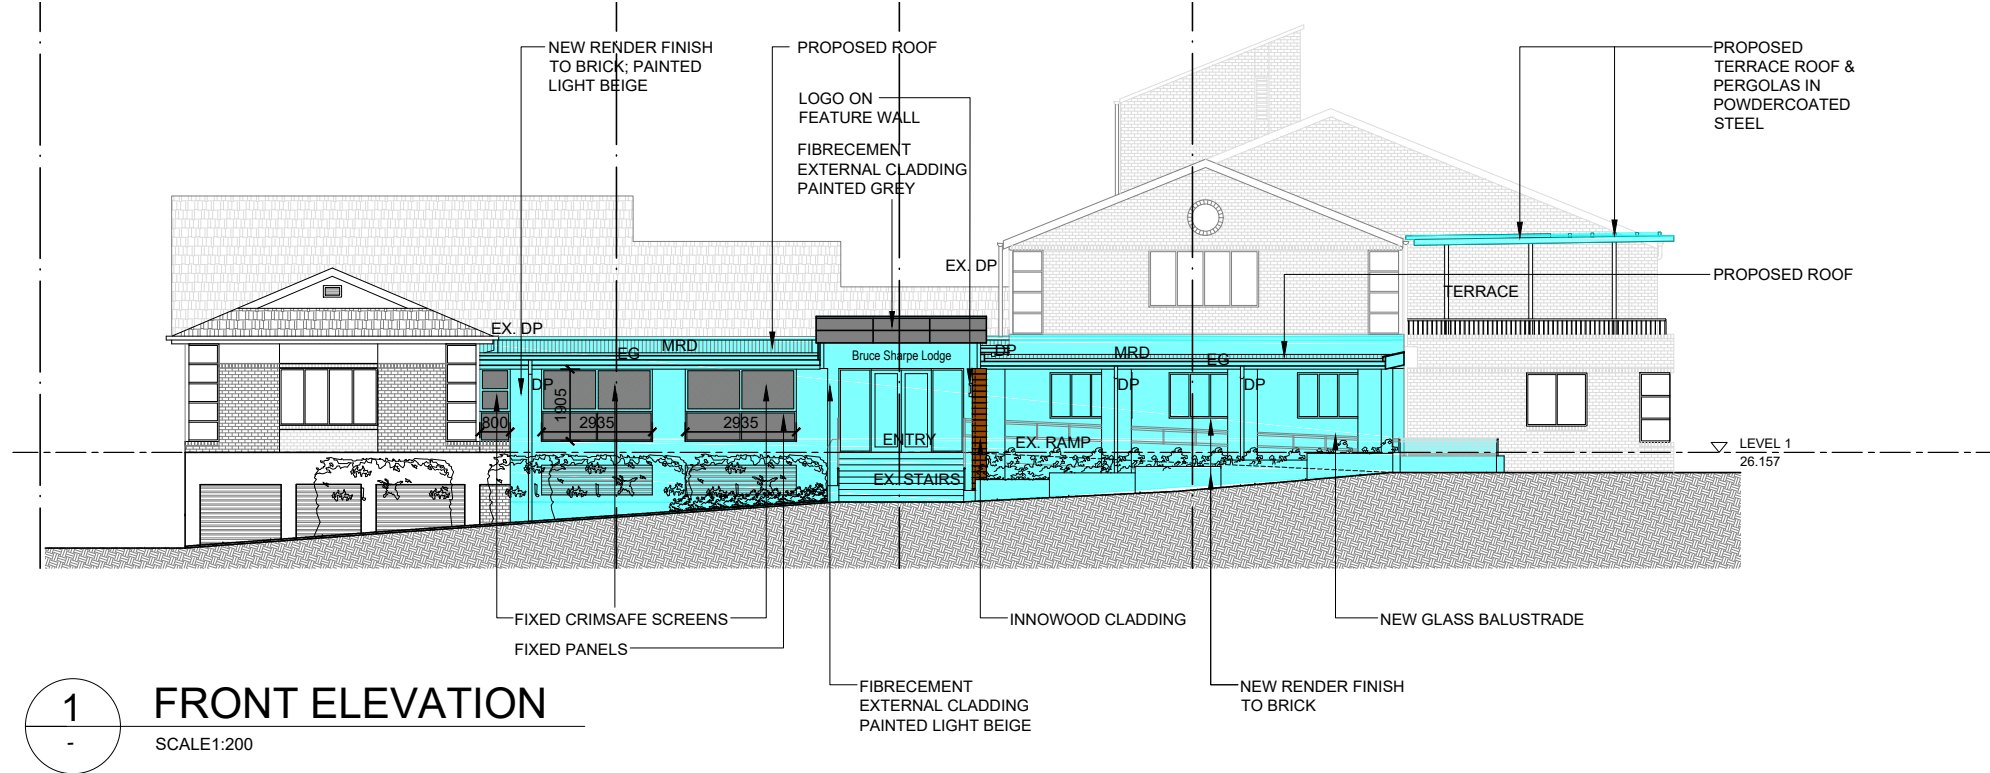 NEW RENDER FINISH
TO BRICK; PAINTED
LIGHT BEIGE
PROPOSED ROOF
LOGO ON
FEATURE WALL
FIBRECEMENT
EXTERNAL CLADDING
PAINTED GREY
PROPOSED
TERRACE ROOF &
PERGOLAS IN
POWDERCOATED
STEEL
EX. DP
PROPOSED ROOF
TERRACE
EX. DP
EG
MRD
Bruce Sharpe Lodge
DP
MRD
EG
DP
1905
DP
DP
800
2935
2935
ENTRY
EX. RAMP
EX. STAIRS
LEVEL 1
26.157
FIXED CRIMSAFE SCREENS
FIXED PANELS
INNOWOOD CLADDING
NEW GLASS BALUSTRADE
FIBRECEMENT
EXTERNAL CLADDING
PAINTED LIGHT BEIGE
NEW RENDER FINISH
TO BRICK
1
-
FRONT ELEVATION
SCALE1:200